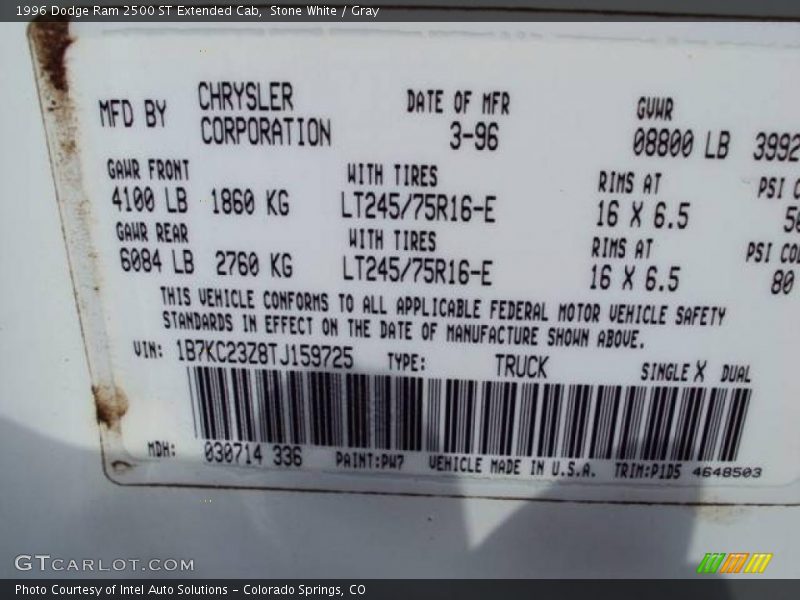 1996 Dodge Ram 2500 ST Extended Cab,  Stone White / Gray
MFD BY CHRYSLER CORPORATION DATE OF MFR 3-96 GVWR 08800 LB 3992
GAWR FRONT WITH TIRES RIMS AT PSI C
4100 LB 1860 KG LT245/75R16-E 16 X 6.5 50
GAWR REAR WITH TIRES RIMS AT PSI COL
6084 LB 2760 KG LT245/75R16-E 16 X 6.5 80
THIS VEHICLE CONFORMS TO ALL APPLICABLE FEDERAL MOTOR VEHICLE SAFETY
STANDARDS IN EFFECT ON THE DATE OF MANUFACTURE SHOWN ABOVE.
VIN: 1B7KC23Z8TJ159725 TYPE: TRUCK SINGLE X DUAL
MDH: 030714 336 PAINT:PW7 VEHICLE MADE IN U.S.A. TRIM:P1D5 4648503
GTCARLOT.COM
Photo Courtesy of Intel Auto Solutions - Colorado Springs, CO